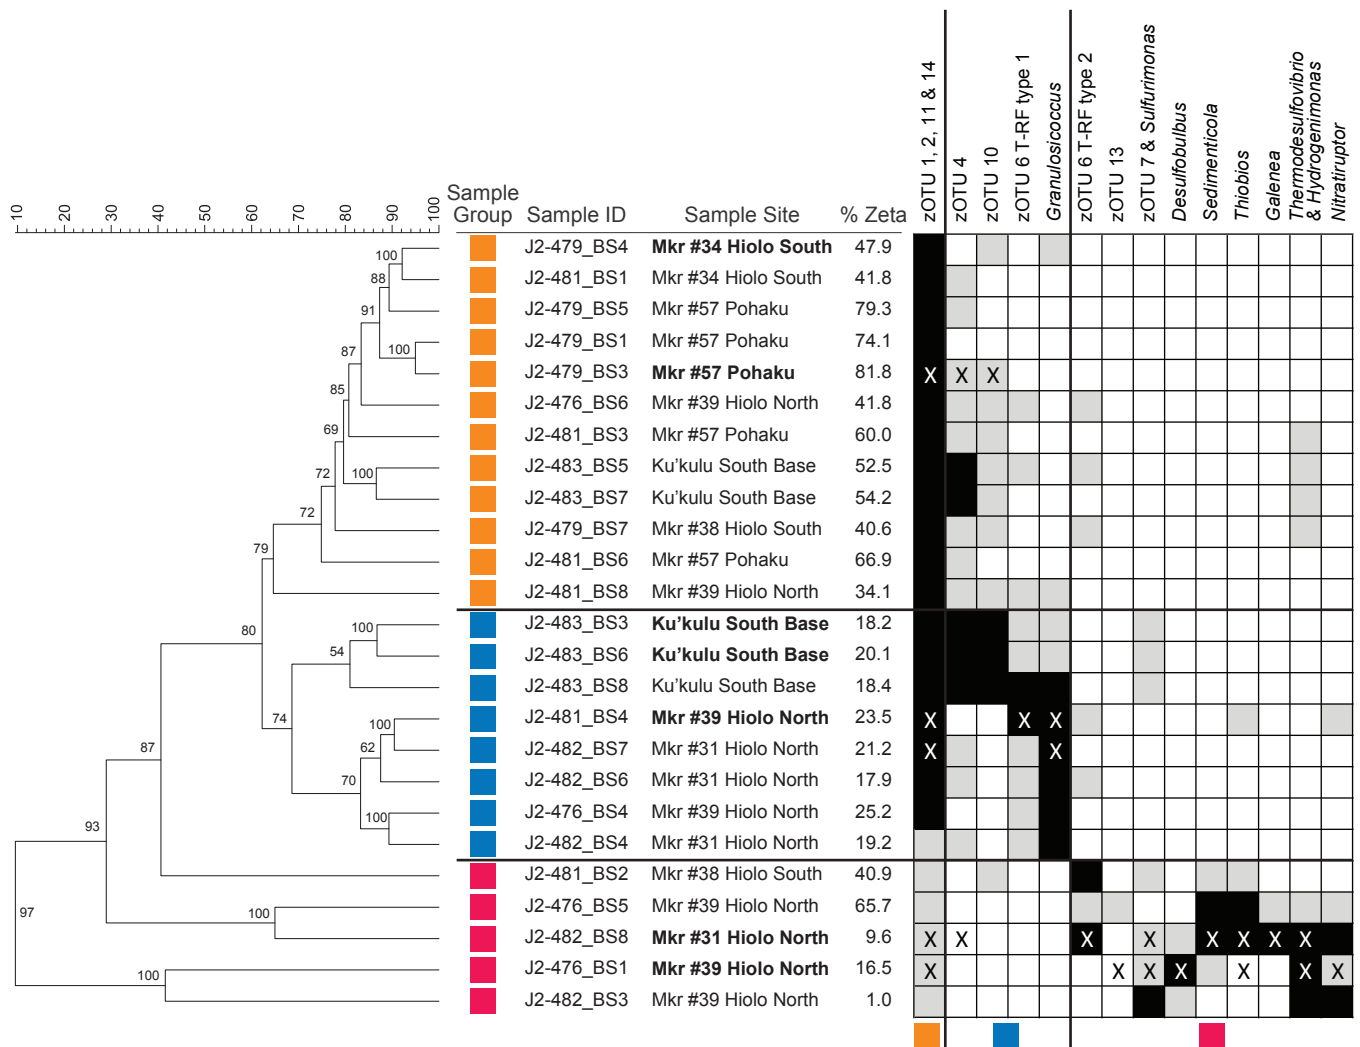 zOTU 1, 2, 11 & 14
zOTU 4
zOTU 10
zOTU 6 T-RF type 1
Granulosicoccus
zOTU 6 T-RF type 2
zOTU 13
zOTU 7 & Sulfurimonas
Desulfobulbus
Sedimenticola
Thiobios
Galenea
Thermodesulfovibrio
& Hydrogenimonas
Nitratiruptor
10 20 30 40 50 60 70 80 90 100
Sample Group Sample ID Sample Site % Zeta
J2-479_BS4 Mkr #34 Hiolo South 47.9
J2-481_BS1 Mkr #34 Hiolo South 41.8
J2-479_BS5 Mkr #57 Pohaku 79.3
J2-479_BS1 Mkr #57 Pohaku 74.1
J2-479_BS3 Mkr #57 Pohaku 81.8 X X X
J2-476_BS6 Mkr #39 Hiolo North 41.8
J2-481_BS3 Mkr #57 Pohaku 60.0
J2-483_BS5 Ku'kulu South Base 52.5
J2-483_BS7 Ku'kulu South Base 54.2
J2-479_BS7 Mkr #38 Hiolo South 40.6
J2-481_BS6 Mkr #57 Pohaku 66.9
J2-481_BS8 Mkr #39 Hiolo North 34.1
J2-483_BS3 Ku'kulu South Base 18.2
J2-483_BS6 Ku'kulu South Base 20.1
J2-483_BS8 Ku'kulu South Base 18.4
J2-481_BS4 Mkr #39 Hiolo North 23.5 X X X
J2-482_BS7 Mkr #31 Hiolo North 21.2 X X
J2-482_BS6 Mkr #31 Hiolo North 17.9
J2-476_BS4 Mkr #39 Hiolo North 25.2
J2-482_BS4 Mkr #31 Hiolo North 19.2
J2-481_BS2 Mkr #38 Hiolo South 40.9
J2-476_BS5 Mkr #39 Hiolo North 65.7
J2-482_BS8 Mkr #31 Hiolo North 9.6 X X X X X X X X
J2-476_BS1 Mkr #39 Hiolo North 16.5 X X X X X X X
J2-482_BS3 Mkr #39 Hiolo North 1.0
100
88
91
100
87
85
69
100
72
72
79
100
80
54
74
100
62
87
70
100
93
97
100
100